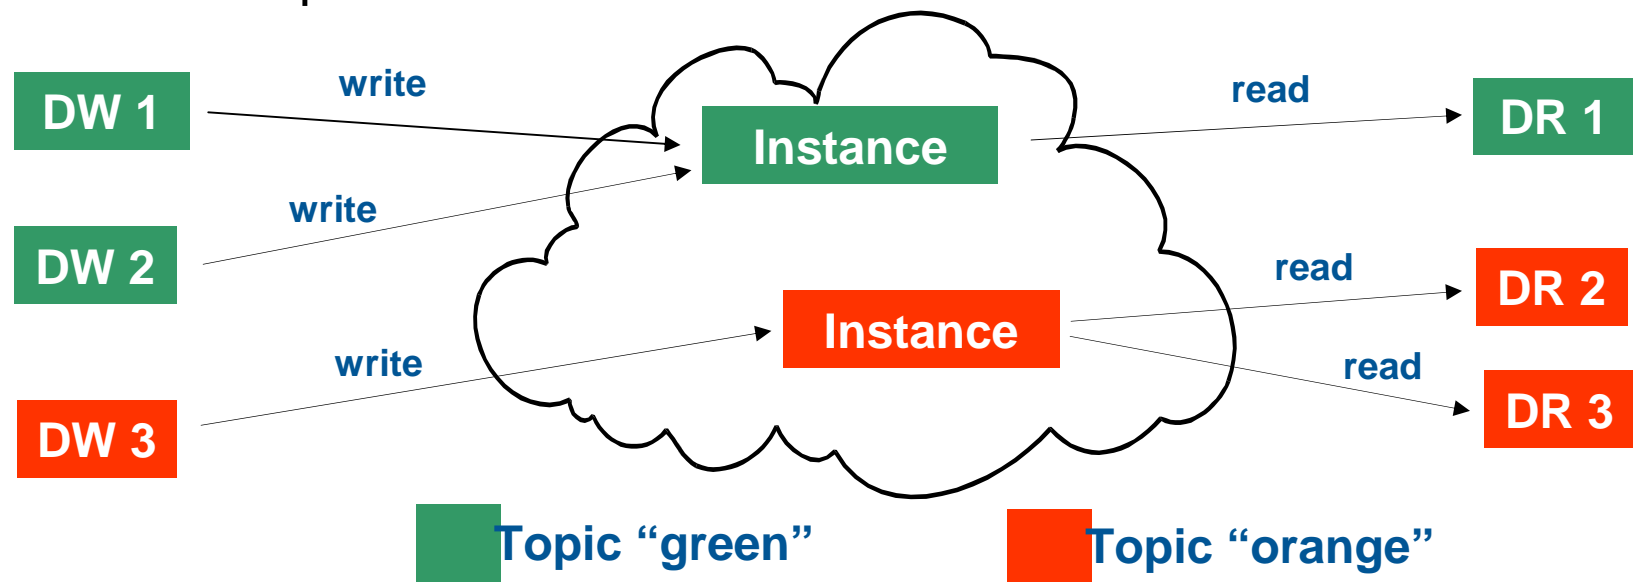 write
read
DW 1
Instance
DR 1
write
DW 2
read
DR 2
Instance
write
read
DW 3
DR 3
Topic “green”
Topic “orange”